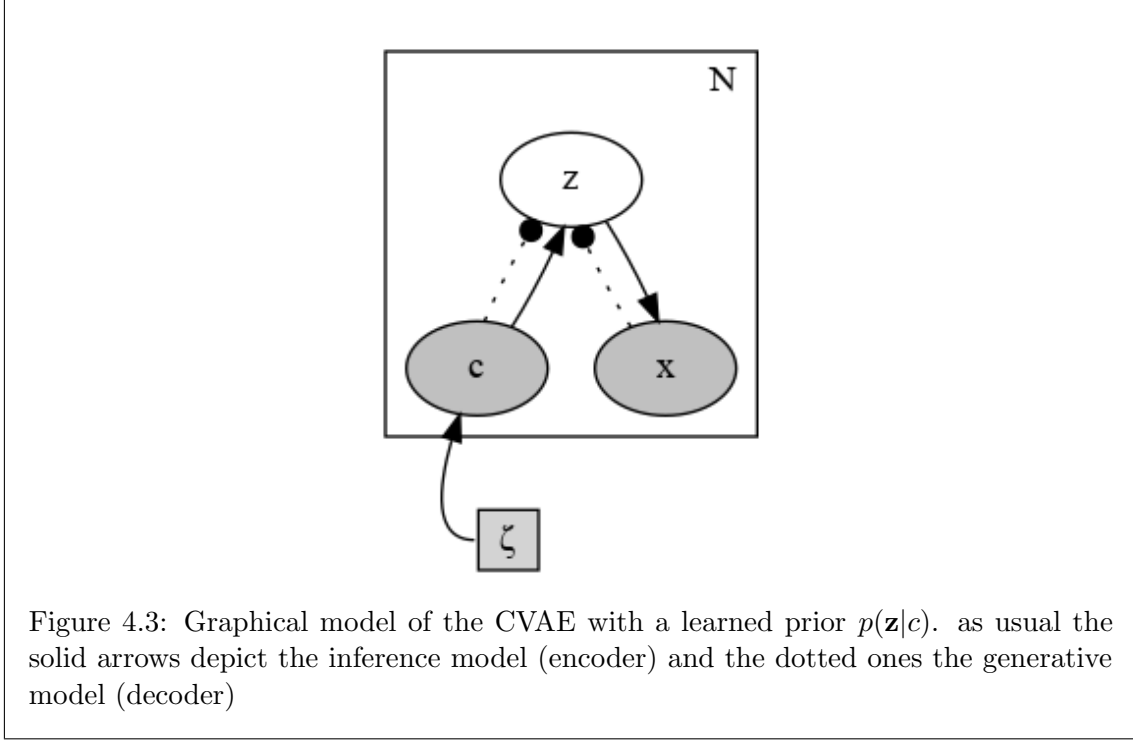 N
z
c
x
ζ
Figure 4.3: Graphical model of the CVAE with a learned prior p(z|c). as usual the
solid arrows depict the inference model (encoder) and the dotted ones the generative
model (decoder)